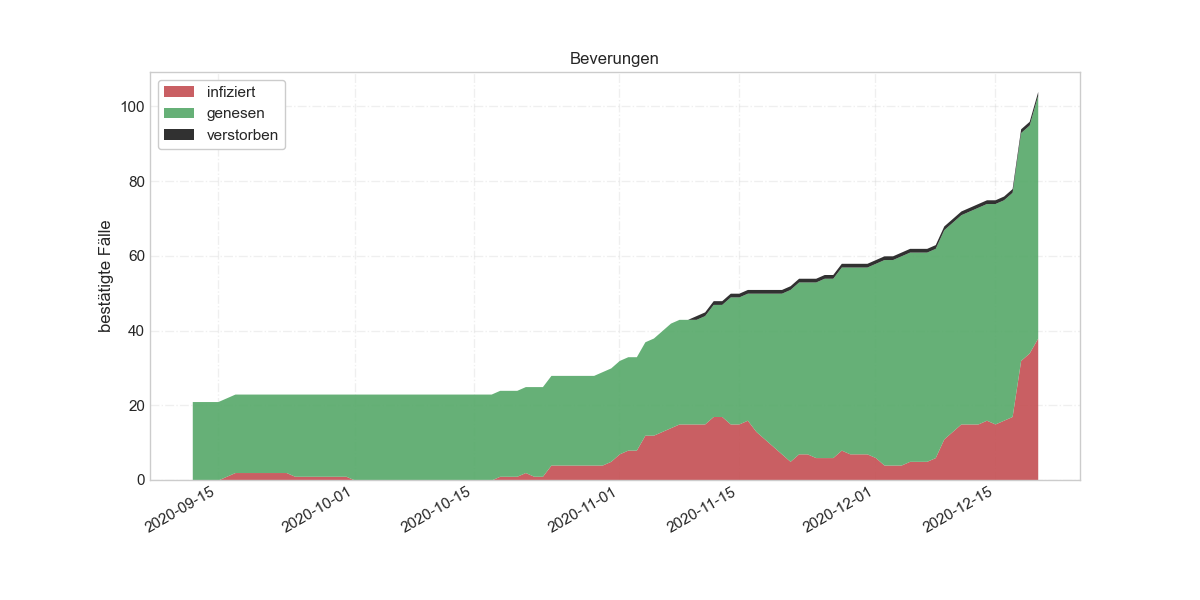 Beverungen
infiziert
genesen
verstorben
bestätigte Fälle
100
80
60
40
20
0
2020-09-15
2020-10-01
2020-10-15
2020-11-01
2020-11-15
2020-12-01
2020-12-15